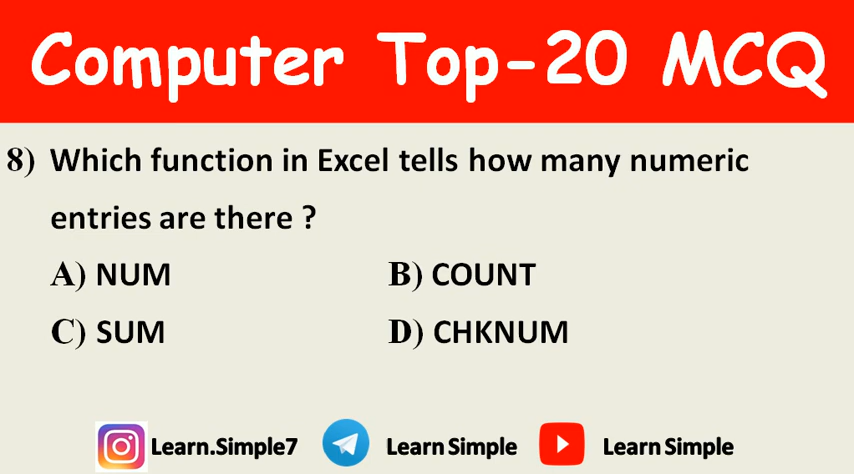 Computer Top-20 MCQ
8) Which function in Excel tells how many numeric
entries are there ?
A) NUM B) COUNT
C) SUM D) CHKNUM
Learn.Simple7 Learn Simple Learn Simple